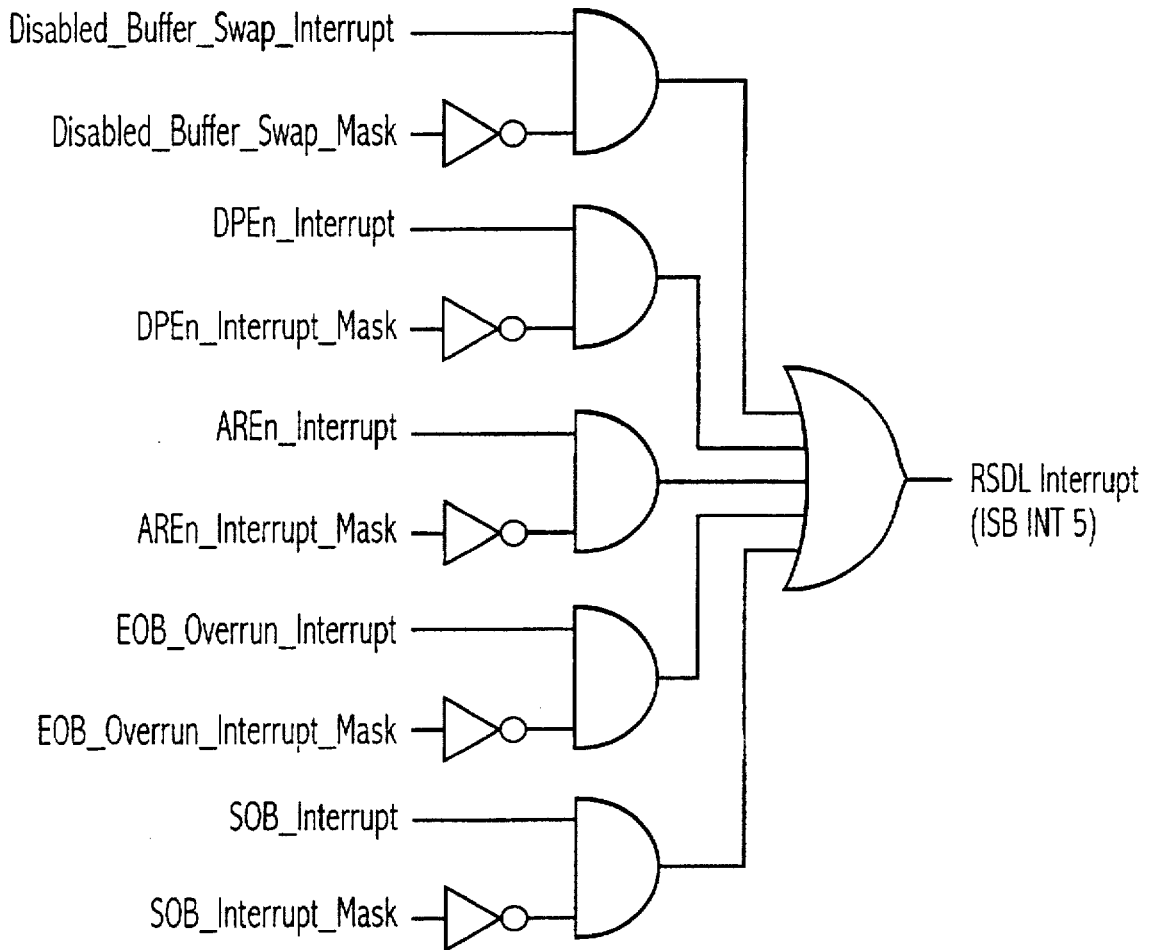 Disabled_Buffer_Swap_Interrupt
Disabled_Buffer_Swap_Mask
DPEn_Interrupt
DPEn_Interrupt_Mask
AREn_Interrupt
AREn_Interrupt_Mask
EOB_Overrun_Interrupt
EOB_Overrun_Interrupt_Mask
SOB_Interrupt
SOB_Interrupt_Mask
RSDL Interrupt
(ISB INT 5)